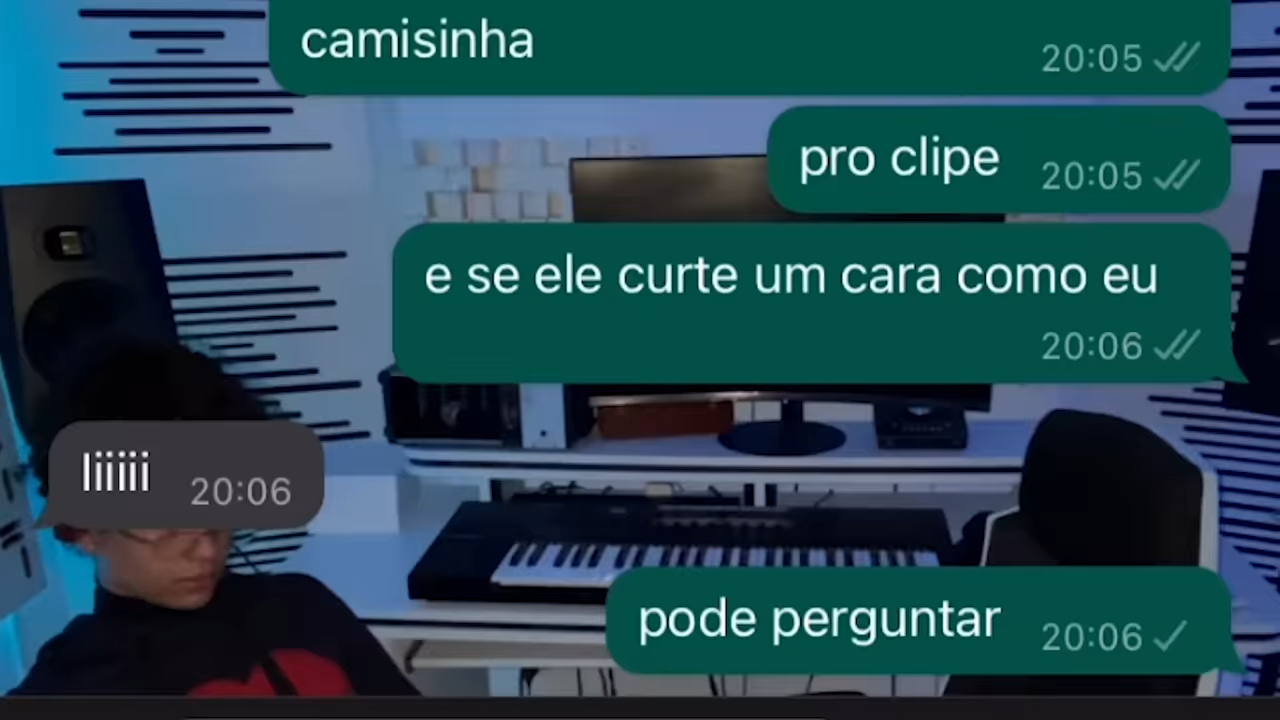 camisinha
20:05
pro clipe 20:05
e se ele curte um cara como eu
20:06
Iiiiii 20:06
pode perguntar 20:06